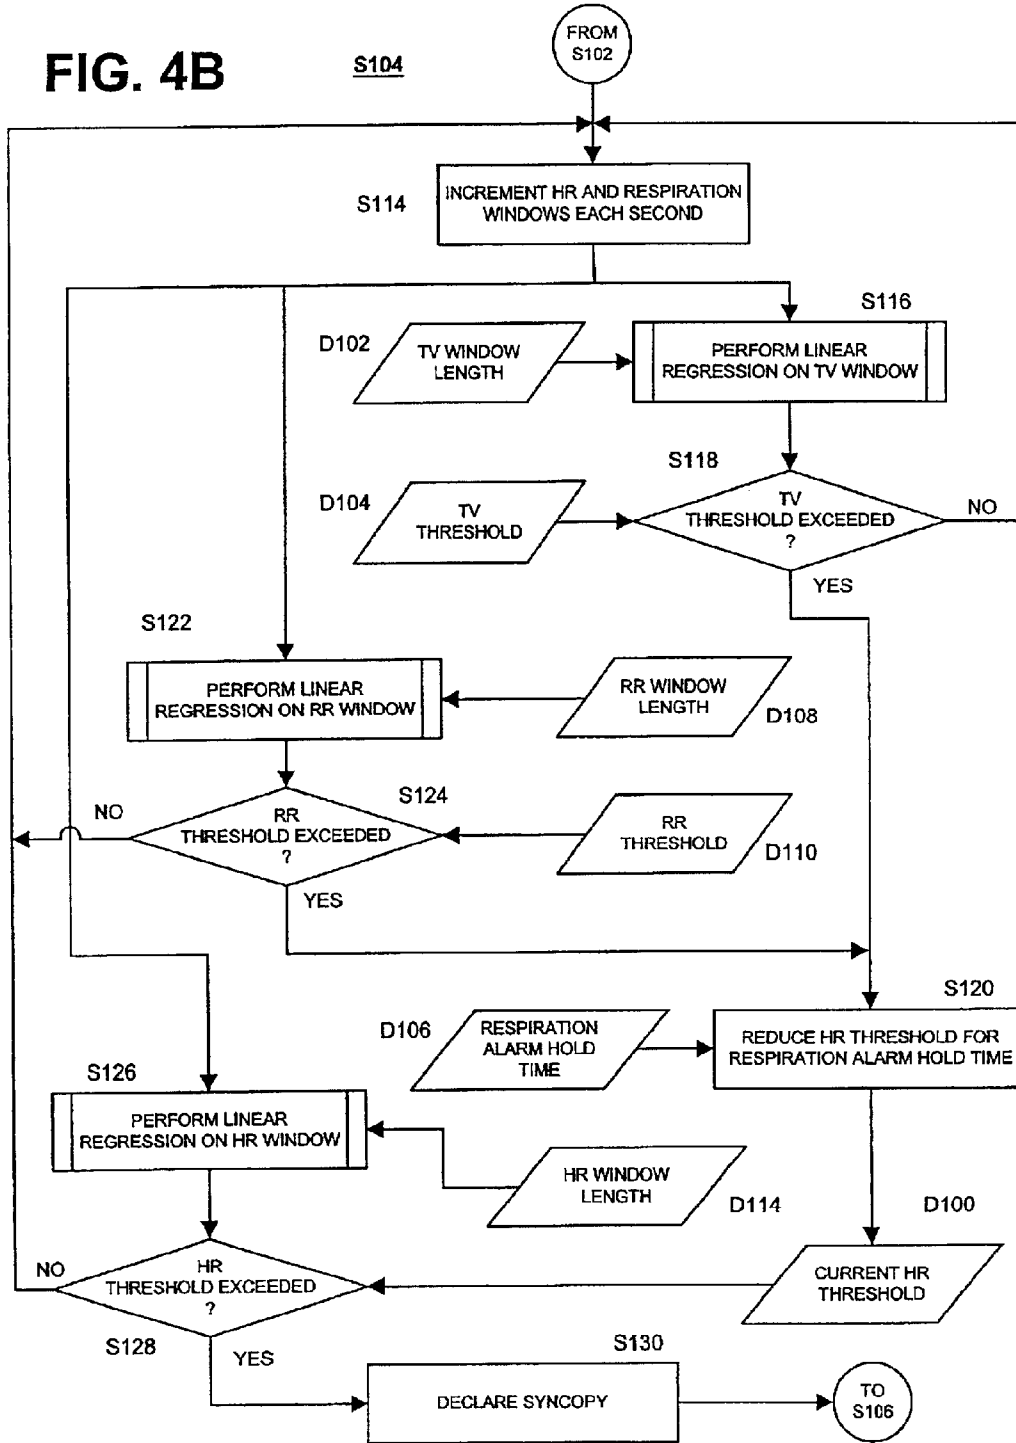 FROM
S102
FIG. 4B
S104
S114
INCREMENT HR AND RESPIRATION
WINDOWS EACH SECOND
S116
D102
TV WINDOW
LENGTH
PERFORM LINEAR
REGRESSION ON TV WINDOW
S118
D104
TV
THRESHOLD
TV
THRESHOLD EXCEEDED
?
NO
YES
S122
PERFORM LINEAR
REGRESSION ON RR WINDOW
RR WINDOW
LENGTH
D108
NO
S124
RR
THRESHOLD EXCEEDED
?
RR
THRESHOLD
D110
YES
S120
D106
RESPIRATION
ALARM HOLD
TIME
REDUCE HR THRESHOLD FOR
RESPIRATION ALARM HOLD TIME
S126
PERFORM LINEAR
REGRESSION ON HR WINDOW
HR WINDOW
LENGTH
D114
D100
NO
HR
THRESHOLD EXCEEDED
?
CURRENT HR
THRESHOLD
S128
YES
S130
DECLARE SYNCOPY
TO
S106